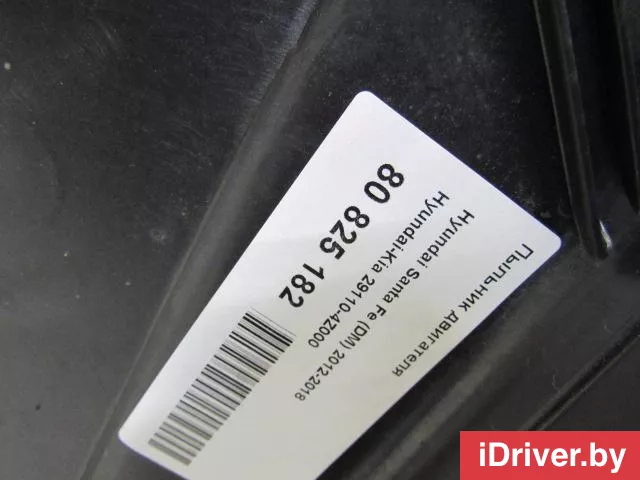 Пыльник двигателя
Hyundai Santa Fe (DM) 2012-2018
Hyundai-Kia 29110-4Z000
80 825 182
iDriver.by